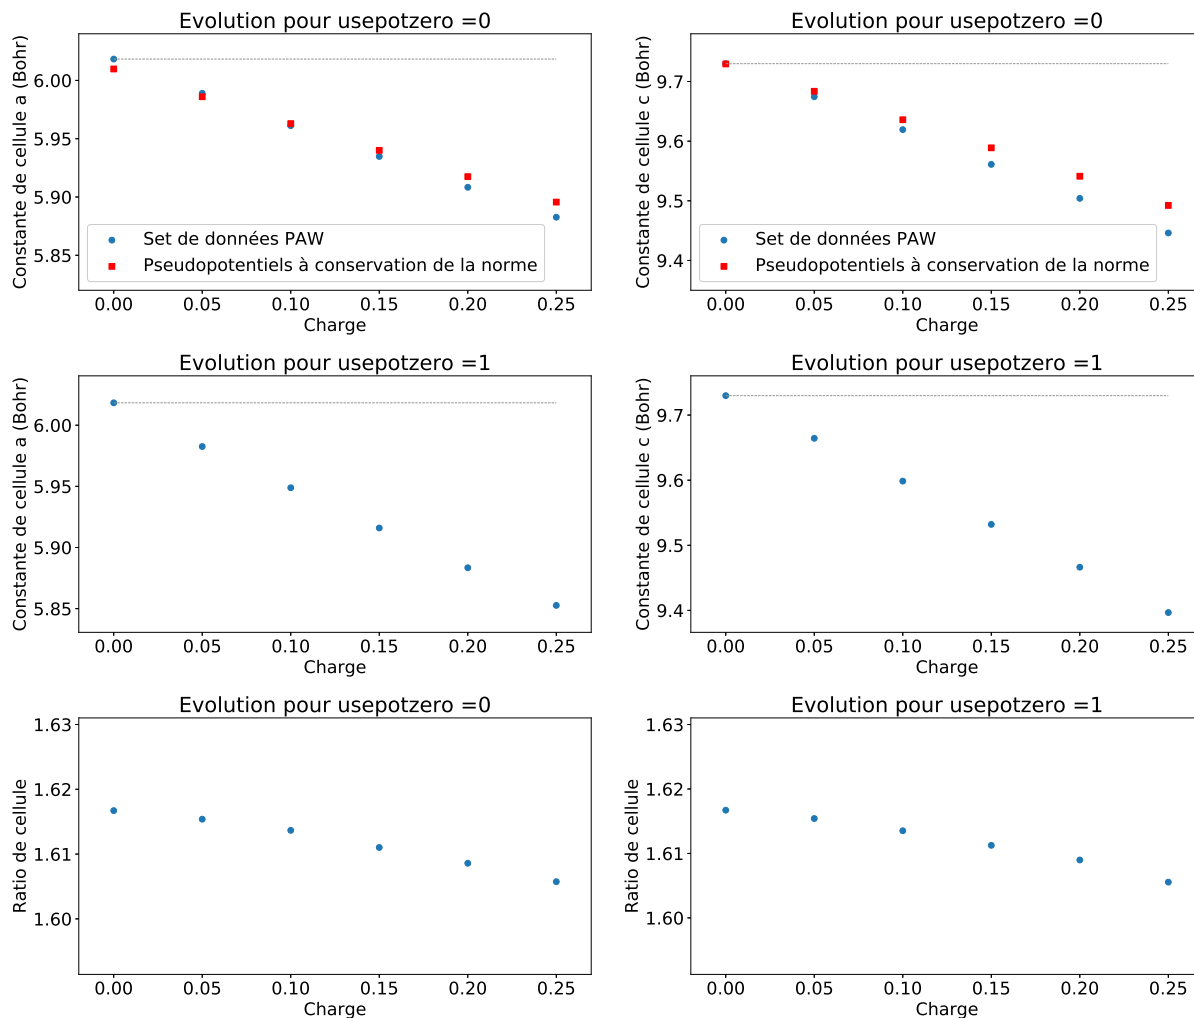 Evolution pour usepotzero =0
Constante de cellule a (Bohr)
6.00
5.95
5.90
5.85
Set de données PAW
Pseudopotentiels à conservation de la norme
0.00 0.05 0.10 0.15 0.20 0.25
Charge
Evolution pour usepotzero =0
Constante de cellule c (Bohr)
9.7
9.6
9.5
9.4
Set de données PAW
Pseudopotentiels à conservation de la norme
0.00 0.05 0.10 0.15 0.20 0.25
Charge
Evolution pour usepotzero =1
Constante de cellule a (Bohr)
6.00
5.95
5.90
5.85
0.00 0.05 0.10 0.15 0.20 0.25
Charge
Evolution pour usepotzero =1
Constante de cellule c (Bohr)
9.7
9.6
9.5
9.4
0.00 0.05 0.10 0.15 0.20 0.25
Charge
Evolution pour usepotzero =0
Ratio de cellule
1.63
1.62
1.61
1.60
0.00 0.05 0.10 0.15 0.20 0.25
Charge
Evolution pour usepotzero =1
Ratio de cellule
1.63
1.62
1.61
1.60
0.00 0.05 0.10 0.15 0.20 0.25
Charge